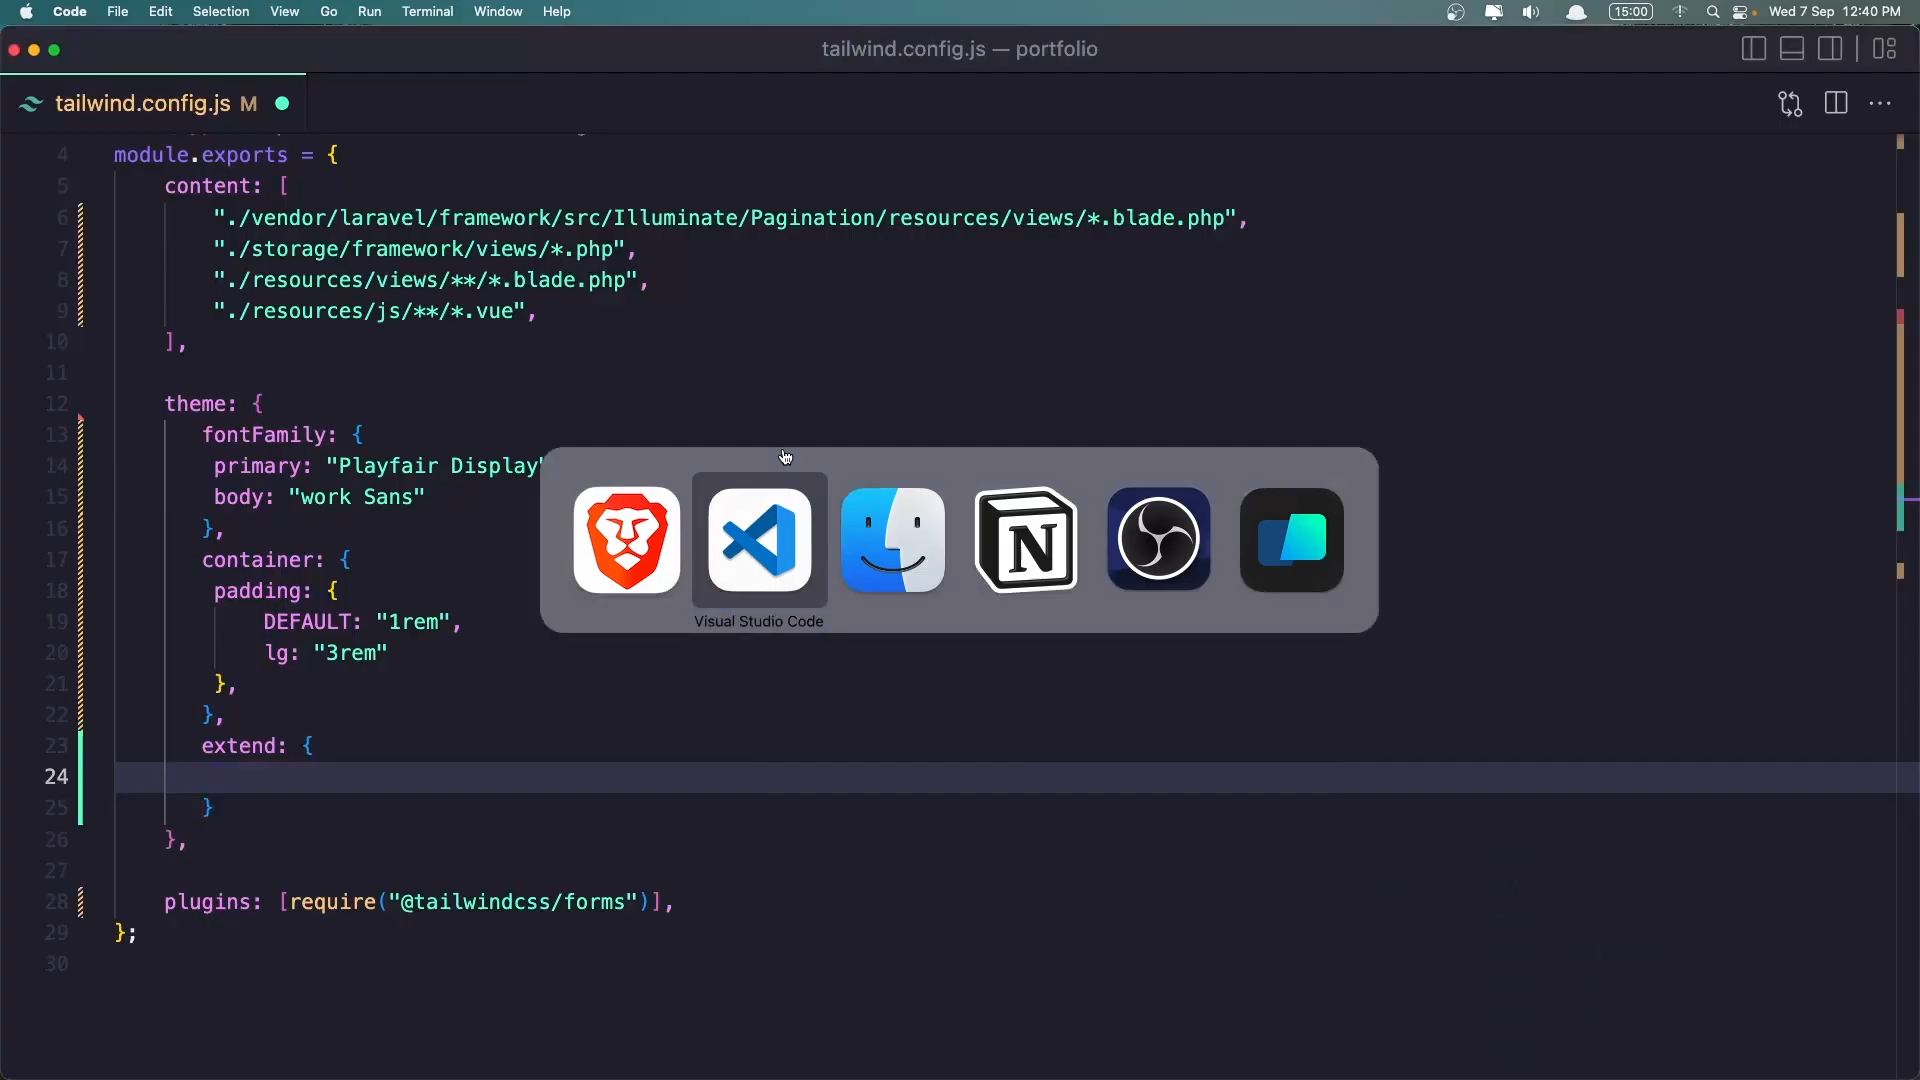 Code File Edit Selection View Go Run Terminal Window Help 15:00 Wed 7 Sep 12:40 PM
tailwind.config.js — portfolio
tailwind.config.js M
4 module.exports = {
5 content: [
6 "./vendor/laravel/framework/src/Illuminate/Pagination/resources/views/*.blade.php",
7 "./storage/framework/views/*.php",
8 "./resources/views/**/*.blade.php",
9 "./resources/js/**/*.vue",
10 ],
11
12 theme: {
13 fontFamily: {
14 primary: "Playfair Display"
15 body: "work Sans"
16 },
17 container: {
18 padding: {
19 DEFAULT: "1rem",
20 lg: "3rem"
21 },
22 },
23 extend: {
24
25 }
26 },
27
28 plugins: [require("@tailwindcss/forms")],
29 };
30
N
Visual Studio Code